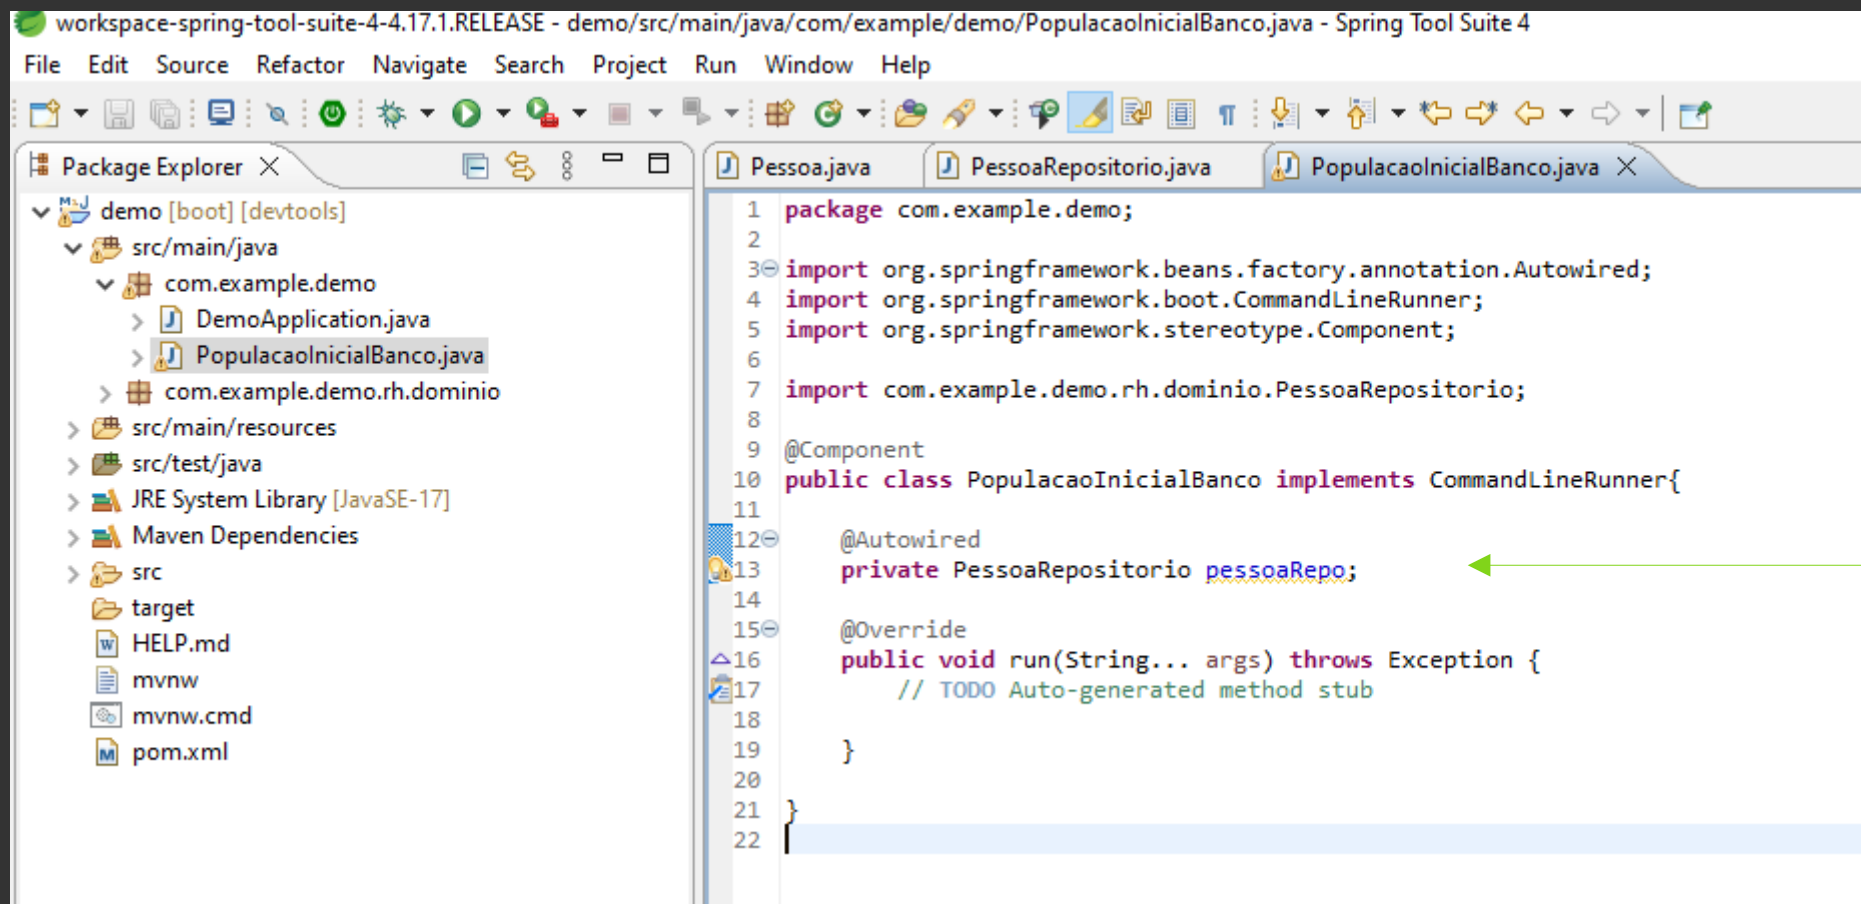 workspace-spring-tool-suite-4-4.17.1.RELEASE - demo/src/main/java/com/example/demo/PopulacaoInicialBanco.java - Spring Tool Suite 4
File Edit Source Refactor Navigate Search Project Run Window Help
Package Explorer
demo [boot] [devtools]
src/main/java
com.example.demo
DemoApplication.java
PopulacaoInicialBanco.java
com.example.demo.rh.dominio
src/main/resources
src/test/java
JRE System Library [JavaSE-17]
Maven Dependencies
src
target
HELP.md
mvnw
mvnw.cmd
pom.xml
Pessoa.java PessoaRepositorio.java PopulacaoInicialBanco.java
1 package com.example.demo;
2
3 import org.springframework.beans.factory.annotation.Autowired;
4 import org.springframework.boot.CommandLineRunner;
5 import org.springframework.stereotype.Component;
6
7 import com.example.demo.rh.dominio.PessoaRepositorio;
8
9 @Component
10 public class PopulacaoInicialBanco implements CommandLineRunner{
11
12 @Autowired
13 private PessoaRepositorio pessoaRepo;
14
15 @Override
16 public void run(String... args) throws Exception {
17 // TODO Auto-generated method stub
18
19 }
20
21 }
22